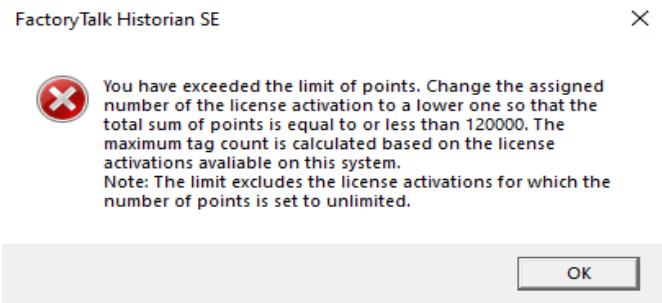 FactoryTalk Historian SE
You have exceeded the limit of points. Change the assigned
number of the license activation to a lower one so that the
total sum of points is equal to or less than 120000. The
maximum tag count is calculated based on the license
activations avaliable on this system.
Note: The limit excludes the license activations for which the
number of points is set to unlimited.
OK